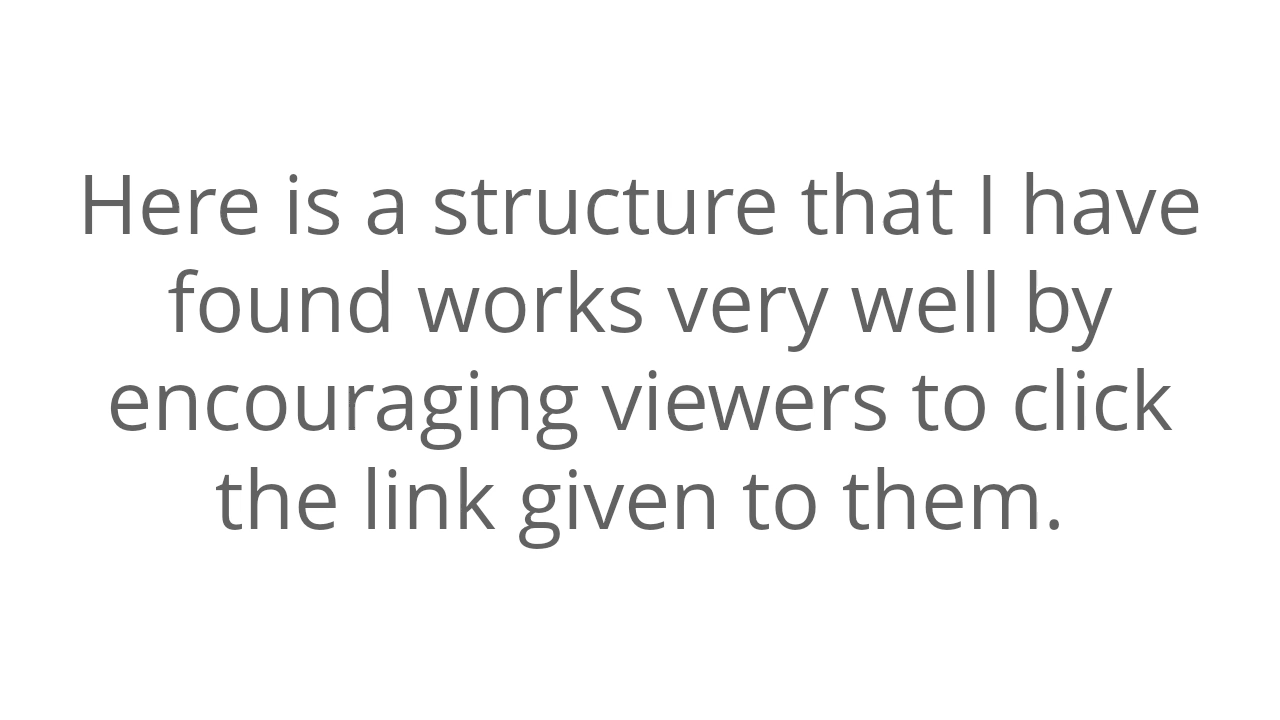 Here is a structure that I have
found works very well by
encouraging viewers to click
the link given to them.